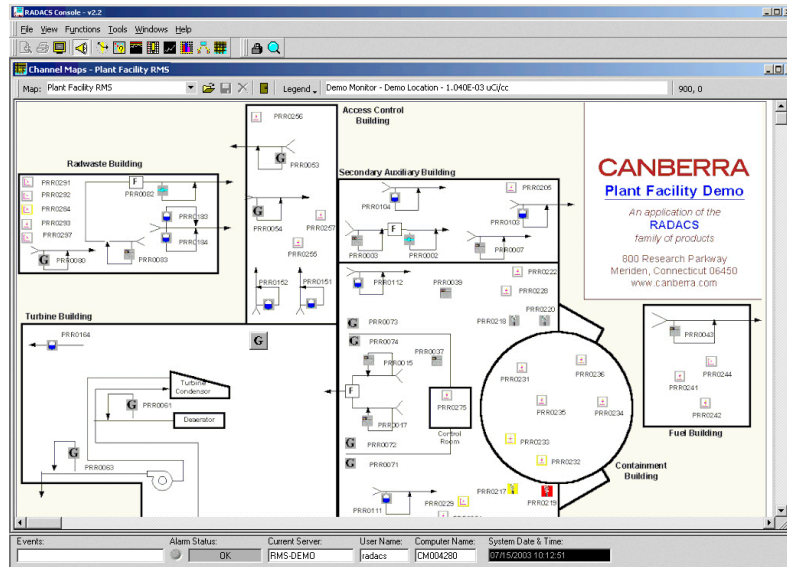 RADACS Console - v2.2
File View Functions Tools Windows Help
Channel Maps - Plant Facility RMS
Map: Plant Facility RMS Legend Demo Monitor - Demo Location - 1.040E-03 uCi/cc 900, 0
Access Control
Building
PRR0256
G PRR0053
G PRR0054
PRR0257
PRR0255
PRR0152 PRR0151
Radwaste Building
PRR0291
PRR0292
PRR0284
PRR0293
PRR0297
F
PRR0082
PRR0183
PRR0184
G PRR0080
PRR0083
Secondary Auxiliary Building
PRR0104
PRR0205
PRR0103
F
PRR0003 PRR0002 PRR0007
CANBERRA
Plant Facility Demo
An application of the
RADACS
family of products
800 Research Parkway
Meriden, Connecticut 06450
www.canberra.com
Turbine Building
PRR0164
G
Turbine
Condensor
G PRR0061
Deaerator
G
PRR0063
PRR0112
PRR0039
PRR0222
PRR0228
PRR0220
PRR0218
G PRR0073
G PRR0074
PRR0015
PRR0037
F
PRR0275
Control
Room
PRR0017
G PRR0072
G PRR0071
PRR0217
PRR0219
PRR0229
PRR0111
PRR0231
PRR0236
PRR0235
PRR0234
PRR0233
PRR0232
Containment
Building
PRR0043
PRR0244
PRR0241
PRR0242
Fuel Building
Events: Alarm Status: Current Server: User Name: Computer Name: System Date & Time:
OK RMS-DEMO radacs CM004280 07/15/2003 10:12:51